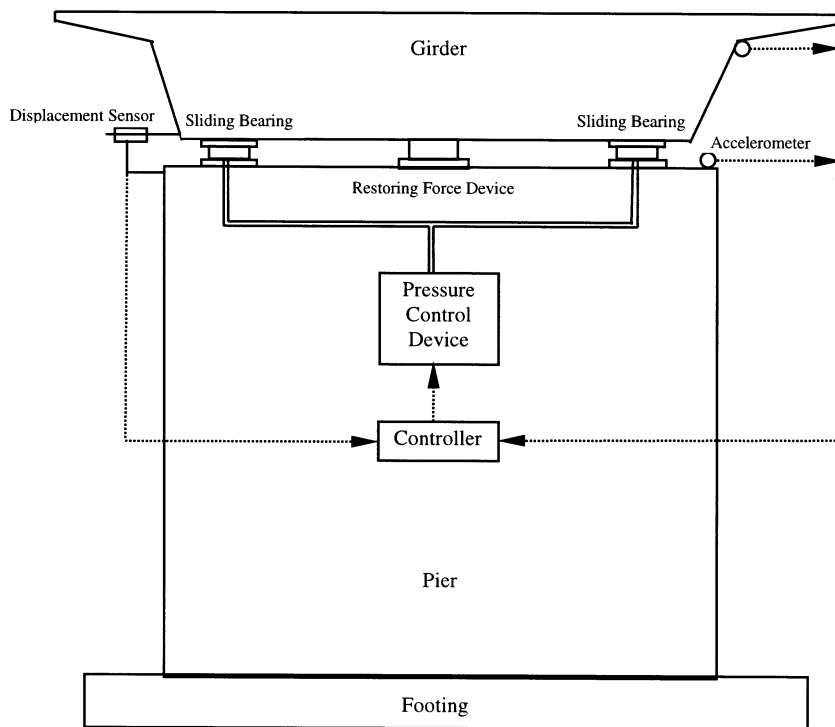 Girder
Displacement Sensor
Sliding Bearing
Sliding Bearing
Accelerometer
Restoring Force Device
Pressure
Control
Device
Controller
Pier
Footing